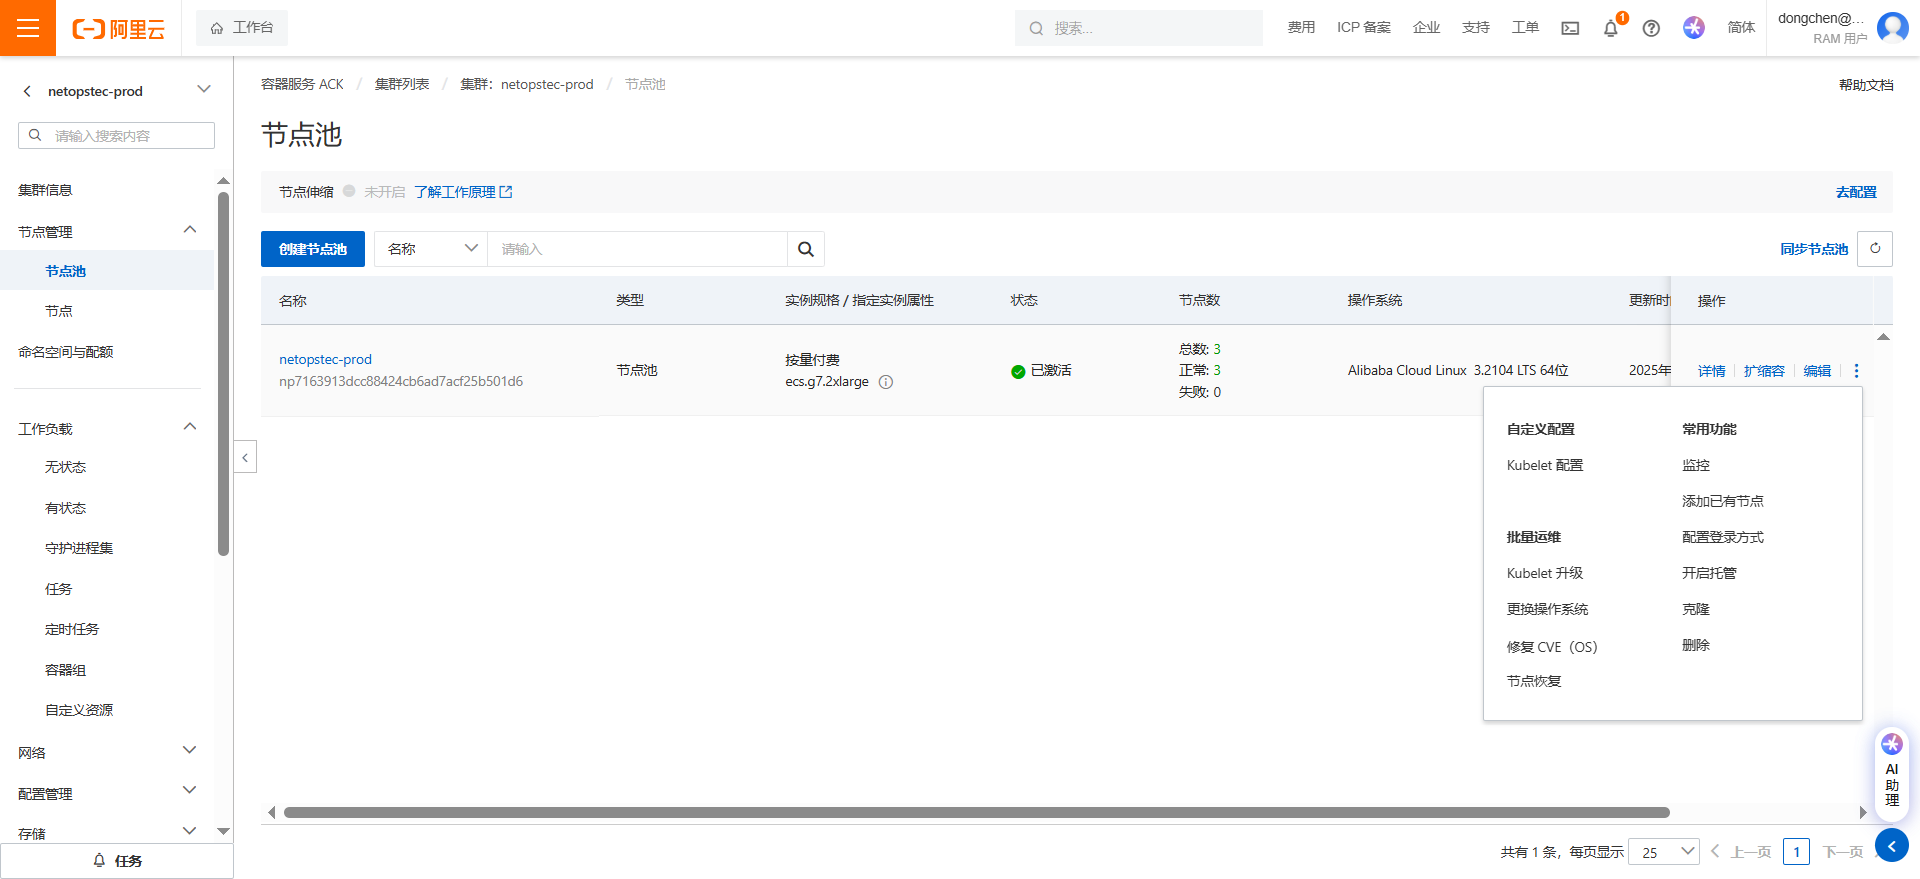 阿里云
工作台
搜索...
费用
ICP 备案
企业
支持
工单
1
简体
dongchen@...
RAM 用户
netopstec-prod
请输入搜索内容
集群信息
节点管理
节点池
节点
命名空间与配额
工作负载
无状态
有状态
守护进程集
任务
定时任务
容器组
自定义资源
网络
配置管理
存储
任务
容器服务 ACK / 集群列表 / 集群：netopstec-prod / 节点池
帮助文档
节点池
节点伸缩 未开启 了解工作原理
去配置
创建节点池
名称
请输入
同步节点池
名称 类型 实例规格 / 指定实例属性 状态 节点数 操作系统 更新时 操作
netopstec-prod
np7163913dcc88424cb6ad7acf25b501d6
节点池
按量付费
ecs.g7.2xlarge
已激活
总数: 3
正常: 3
失败: 0
Alibaba Cloud Linux 3.2104 LTS 64位
2025年
详情 扩缩容 编辑
自定义配置
Kubelet 配置
批量运维
Kubelet 升级
更换操作系统
修复 CVE（OS）
节点恢复
常用功能
监控
添加已有节点
配置登录方式
开启托管
克隆
删除
AI
助
理
共有 1 条，每页显示 25 上一页 1 下一页